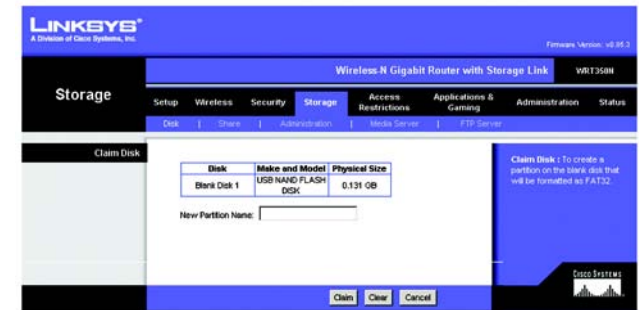 LINKSYS®
A Division of Cisco Systems, Inc.
Firmware Version: v0.05.3
Wireless-N Gigabit Router with Storage Link WRT350N
Storage
Setup Wireless Security Storage Access Restrictions Applications & Gaming Administration Status
Disk | Share | Administration | Media Server | FTP Server
Claim Disk
Disk Make and Model Physical Size
Blank Disk 1 USB NAND FLASH DISK 0.131 GB
New Partition Name:
Claim Disk : To create a
partition on the blank disk that
will be formatted as FAT32.
Claim Clear Cancel
CISCO SYSTEMS